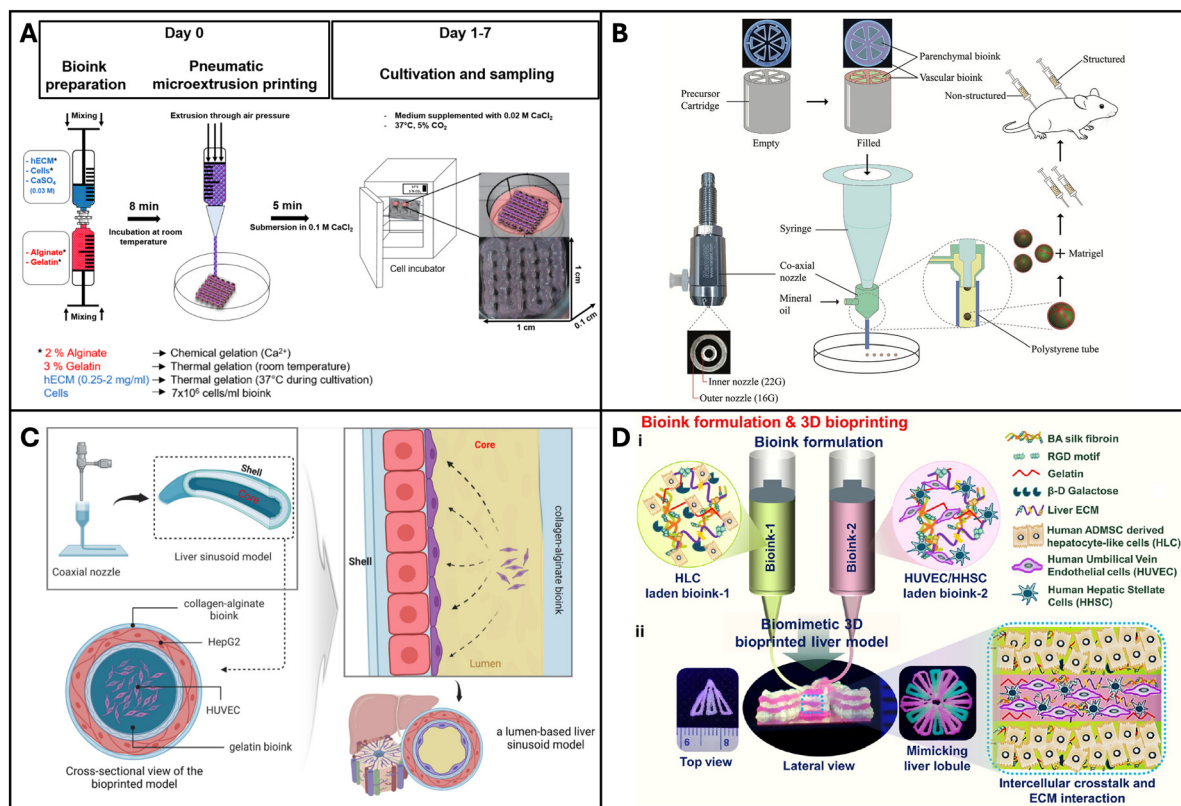 A
Day 0
Day 1-7
Bioink
preparation
Pneumatic
microextrusion printing
Cultivation and sampling
Mixing
- hECM*
- Cells*
- CaSO₄
(0.03 M)
- Alginate*
- Gelatin*
Mixing
8 min
Incubation at room
temperature
Extrusion through air pressure
5 min
Submersion in 0.1 M CaCl₂
- Medium supplemented with 0.02 M CaCl₂
- 37°C, 5% CO₂
Cell incubator
1 cm
1 cm
0.1 cm
* 2 % Alginate
Chemical gelation (Ca²⁺)
3 % Gelatin
Thermal gelation (room temperature)
hECM (0.25-2 mg/ml)
Thermal gelation (37°C during cultivation)
Cells
7x10⁶ cells/ml bioink
B
Parenchymal bioink
Vascular bioink
Precursor
Cartridge
Empty
Filled
Structured
Non-structured
Syringe
Co-axial
nozzle
Mineral
oil
+ Matrigel
Polystyrene tube
Inner nozzle (22G)
Outer nozzle (16G)
C
Coaxial nozzle
Shell
Core
Liver sinusoid model
collagen-alginate
bioink
HepG2
HUVEC
gelatin bioink
Cross-sectional view of the
bioprinted model
Core
Shell
collagen-alginate bioink
Lumen
a lumen-based liver
sinusoid model
D
Bioink formulation & 3D bioprinting
i
Bioink formulation
Bioink-1
Bioink-2
HLC
laden bioink-1
HUVEC/HHSC
laden bioink-2
BA silk fibroin
RGD motif
Gelatin
β-D Galactose
Liver ECM
Human ADMSC derived
hepatocyte-like cells (HLC)
Human Umbilical Vein
Endothelial cells (HUVEC)
Human Hepatic Stellate
Cells (HHSC)
ii
Biomimetic 3D
bioprinted liver model
9
8
Top view
Lateral view
Mimicking
liver lobule
Intercellular crosstalk and
ECM interaction